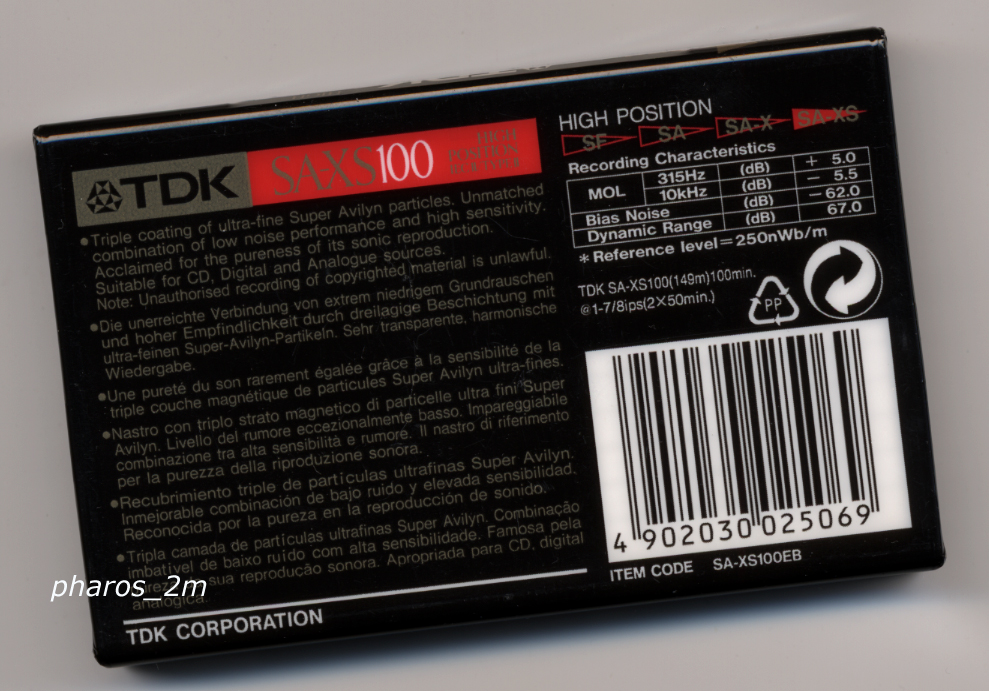 TDK SA-XS100 HIGH
POSITION
IEC II/TYPE II
•Triple coating of ultra-fine Super Avilyn particles. Unmatched
combination of low noise performance and high sensitivity.
Acclaimed for the pureness of its sonic reproduction.
Suitable for CD, Digital and Analogue sources.
Note: Unauthorised recording of copyrighted material is unlawful.
•Die unerreichte Verbindung von extrem niedrigem Grundrauschen
und hoher Empfindlichkeit durch dreilagige Beschichtung mit
ultra-feinen Super-Avilyn-Partikeln. Sehr transparente, harmonische
Wiedergabe.
•Une pureté du son rarement égalée grâce à la sensibilité de la
triple couche magnétique de particules Super Avilyn ultra-fines.
•Nastro con triplo strato magnetico di particelle ultra fini Super
Avilyn. Livello del rumore eccezionalmente basso. Impareggiabile
combinazione tra alta sensibilità e rumore. Il nastro di riferimento
per la purezza della riproduzione sonora.
•Recubrimiento triple de partículas ultrafinas Super Avilyn.
Inmejorable combinación de bajo ruido y elevada sensibilidad.
Reconocida por la pureza en la reproducción de sonido.
•Tripla camada de partículas ultrafinas Super Avilyn. Combinação
imbatível de baixo ruído com alta sensibilidade. Famosa pela
sua reprodução sonora. Apropriada para CD, digital
analógica.
TDK CORPORATION
HIGH POSITION
SF SA SA-X SA-XS
Recording Characteristics
MOL 315Hz (dB) + 5.0
10kHz (dB) − 5.5
Bias Noise (dB) −62.0
Dynamic Range (dB) 67.0
*Reference level=250nWb/m
TDK SA-XS100(149m)100min.
@1-7/8ips(2×50min.)
PP
4 902030 025069
ITEM CODE SA-XS100EB
pharos_2m